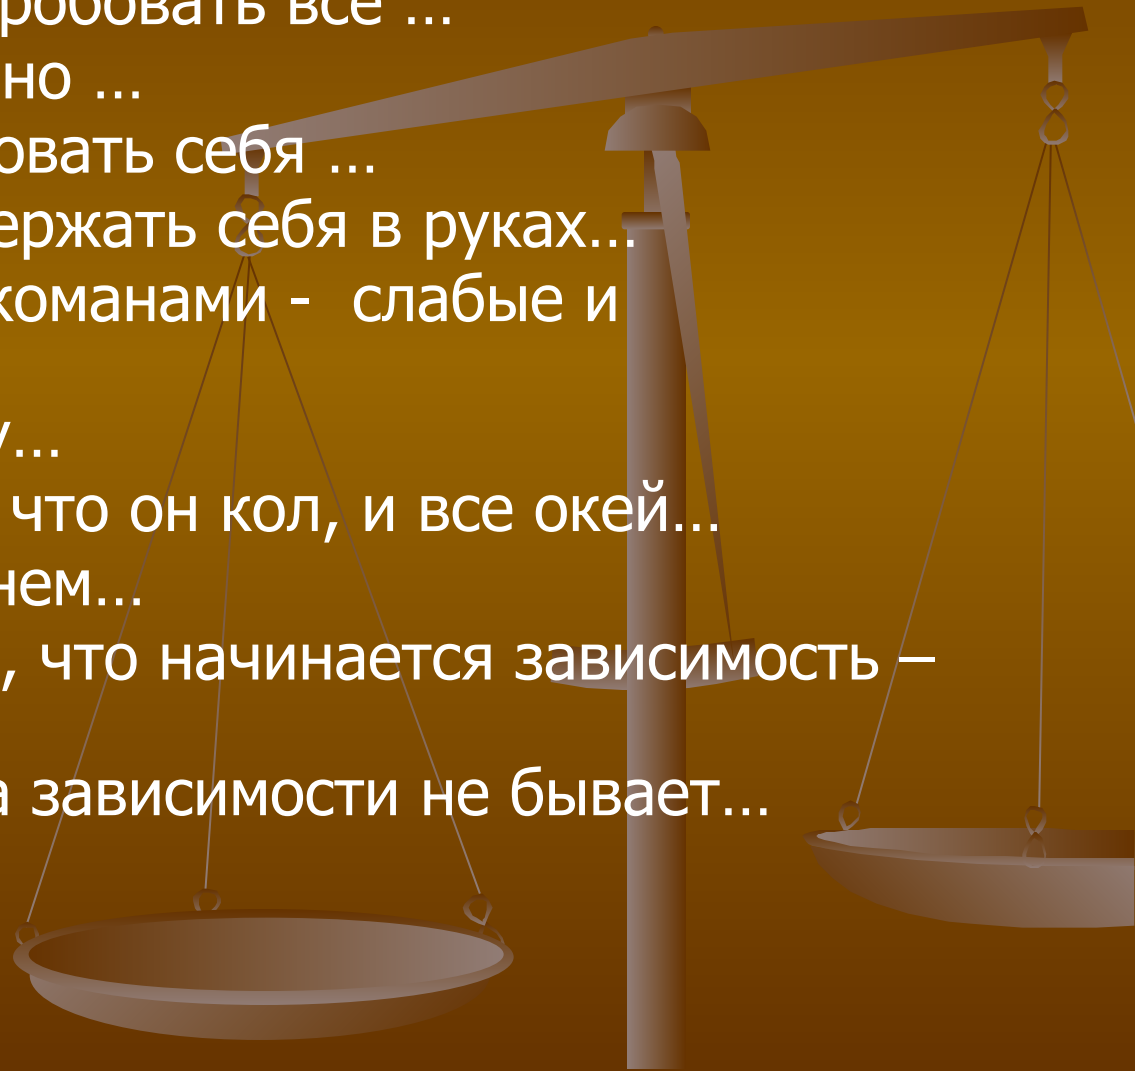 робовать все …
но …
овать себя …
ержать себя в руках…
команами - слабые и
у…
что он кол, и все окей…
нем…
, что начинается зависимость –
а зависимости не бывает…